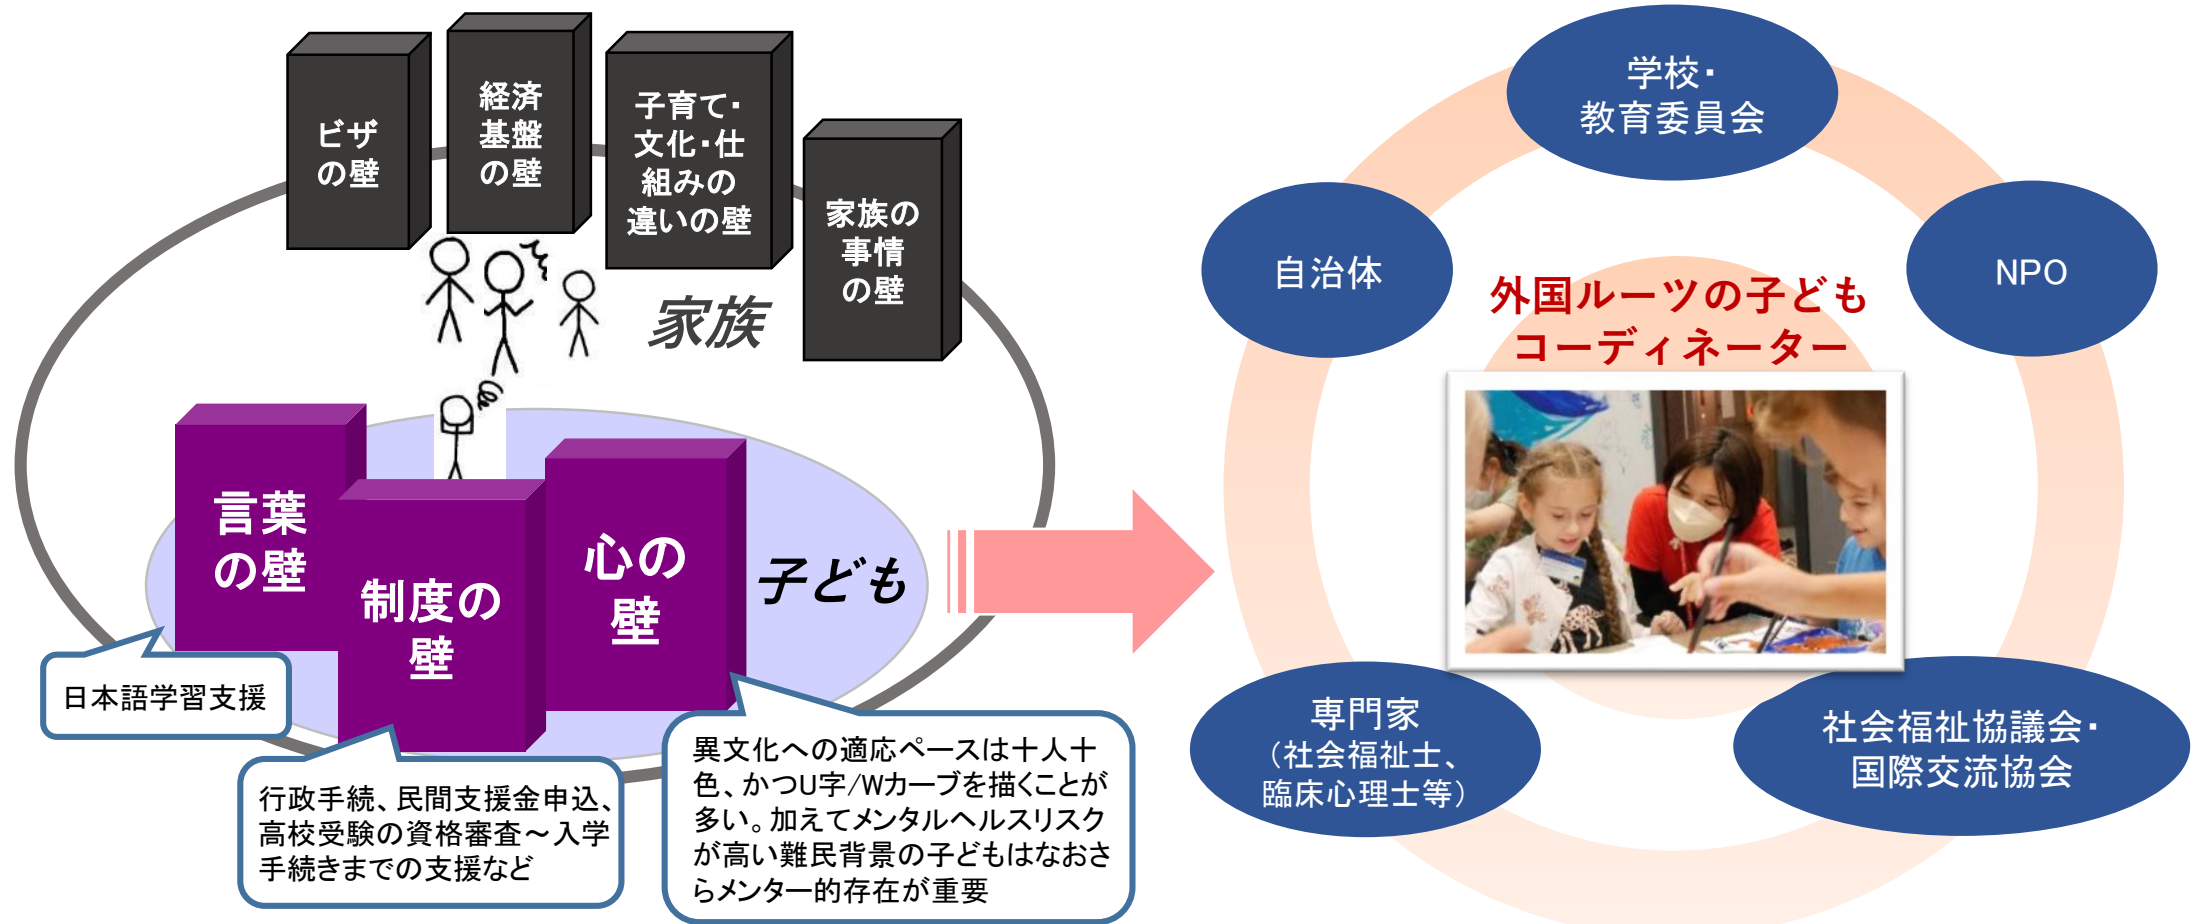 ビザ
の壁
経済
基盤
の壁
子育て・
文化・仕
組みの
違いの壁
家族の
事情
の壁
家族
言葉
の壁
制度の
壁
心の
壁
子ども
日本語学習支援
行政手続、民間支援金申込、
高校受験の資格審査～入学
手続きまでの支援など
異文化への適応ペースは十人十
色、かつU字/Wカーブを描くことが
多い。加えてメンタルヘルスリスク
が高い難民背景の子どもはなおさ
らメンター的存在が重要
学校・
教育委員会
自治体
NPO
外国ルーツの子ども
コーディネーター
専門家
（社会福祉士、
臨床心理士等）
社会福祉協議会・
国際交流協会